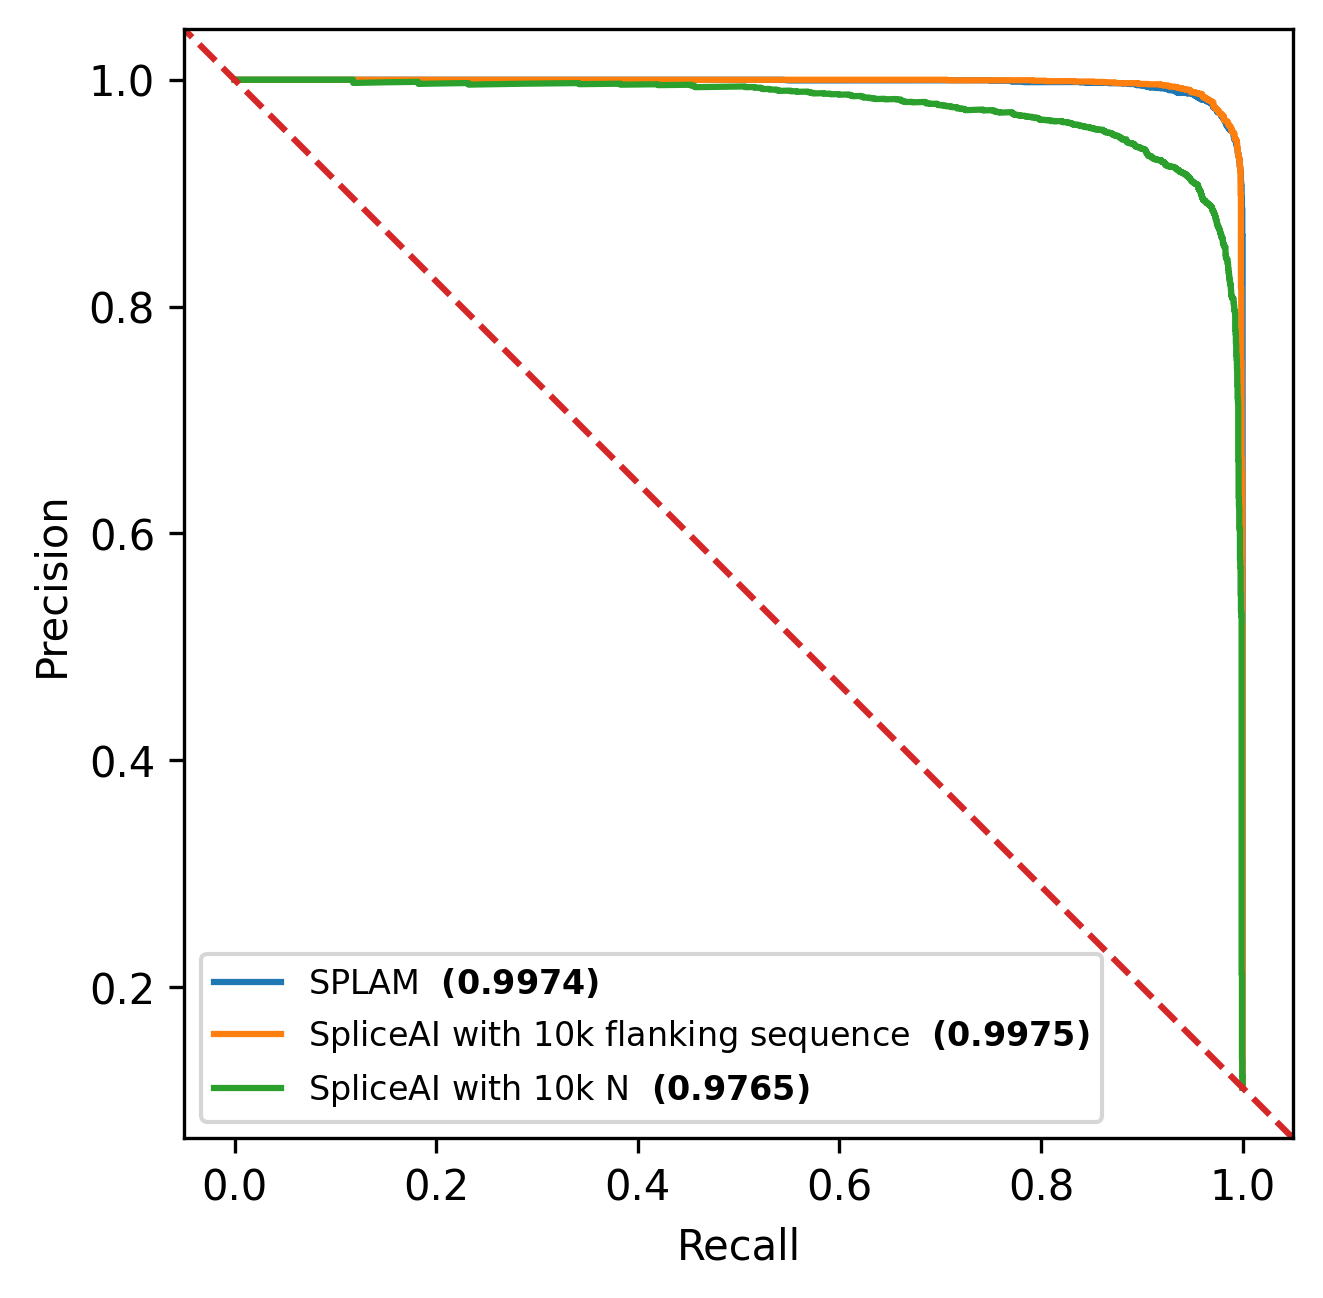 1.0
0.8
0.6
0.4
0.2
Precision
SPLAM (0.9974)
SpliceAI with 10k flanking sequence (0.9975)
SpliceAI with 10k N (0.9765)
0.0 0.2 0.4 0.6 0.8 1.0
Recall